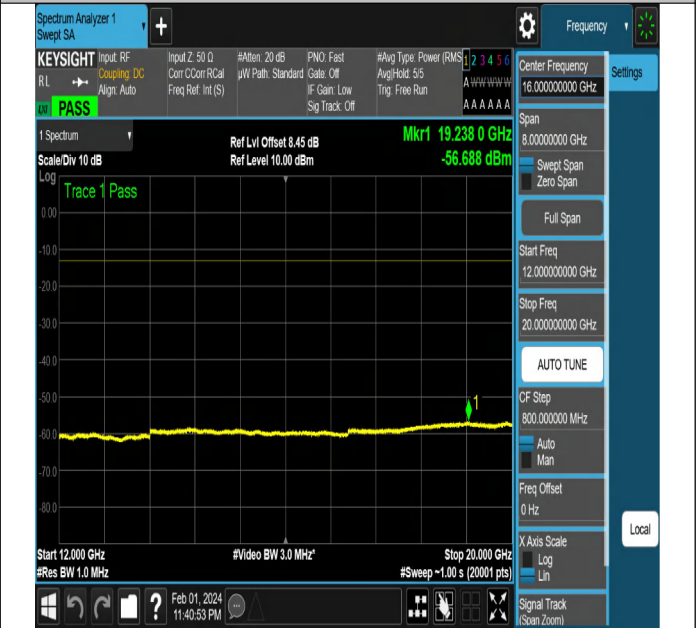 Spectrum Analyzer 1
Swept SA
Frequency
KEYSIGHT
RL
Input: RF
Coupling: DC
Align: Auto
Input Z: 50 Ω
Corr CCorr RCal
Freq Ref: Int (S)
#Atten: 20 dB
µW Path: Standard
PNO: Fast
Gate: Off
IF Gain: Low
Sig Track: Off
#Avg Type: Power (RMS
Avg|Hold: 5/5
Trig: Free Run
1 2 3 4 5 6
A W W W W W
A A A A A A
PASS
1 Spectrum
Scale/Div 10 dB
Ref Lvl Offset 8.45 dB
Ref Level 10.00 dBm
Mkr1 19.238 0 GHz
-56.688 dBm
Log
Trace 1 Pass
0.00
-10.0
-20.0
-30.0
-40.0
-50.0
-60.0
-70.0
-80.0
1
Start 12.000 GHz
#Res BW 1.0 MHz
#Video BW 3.0 MHz*
Stop 20.000 GHz
#Sweep ~1.00 s (20001 pts)
Feb 01, 2024
11:40:53 PM
Center Frequency
16.000000000 GHz
Settings
Span
8.00000000 GHz
Swept Span
Zero Span
Full Span
Start Freq
12.000000000 GHz
Stop Freq
20.000000000 GHz
AUTO TUNE
CF Step
800.000000 MHz
Auto
Man
Freq Offset
0 Hz
X Axis Scale
Log
Lin
Local
Signal Track
(Span Zoom)